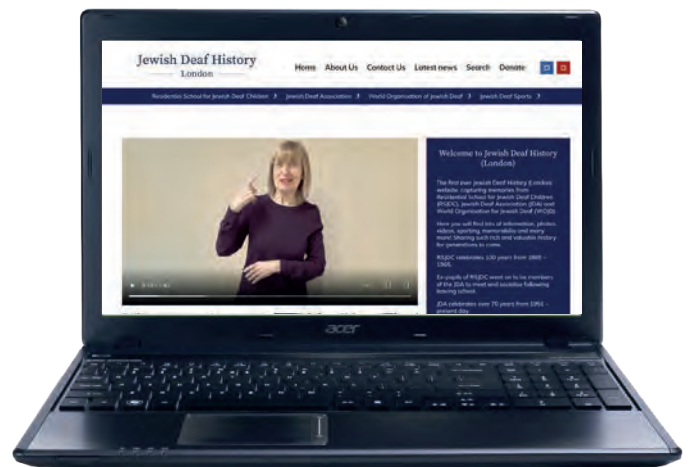 Jewish Deaf History
London
Home About Us Contact Us Latest news Search Donate
Residential School for Jewish Deaf Children Jewish Deaf Association World Organisation of Jewish Deaf Jewish Deaf Sports
Welcome to Jewish Deaf History
(London)
The first ever Jewish Deaf History (London)
website, capturing memories from
Residential School for Jewish Deaf Children
(RSJDC), Jewish Deaf Association (JDA) and
World Organisation for Jewish Deaf (WOJD).
Here you will find lots of information, photos,
videos, sporting memorabilia and many
more! Sharing such rich and valuable history
for generations to come.
RSJDC celebrates 100 years from 1865 –
1965.
Ex-pupils of RSJDC went on to be members
of the JDA to meet and socialise following
leaving school.
JDA celebrates over 70 years from 1951 –
present day
acer